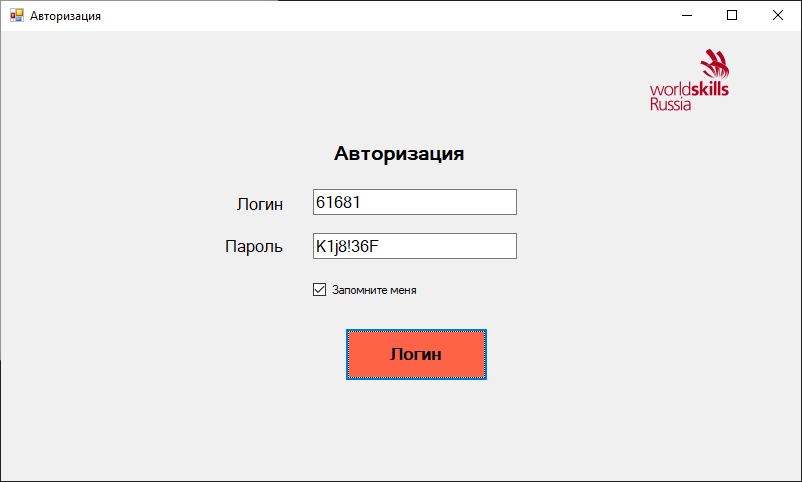 Авторизация
worldskills
Russia
Авторизация
Логин
61681
Пароль
K1j8!36F
Запомните меня
Логин